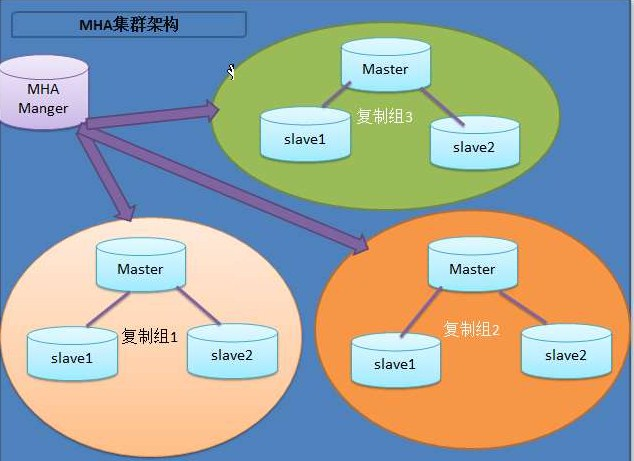 MHA集群架构
MHA
Manger
Master
slave1
复制组3
slave2
Master
slave1
复制组1
slave2
Master
slave1
复制组2
slave2